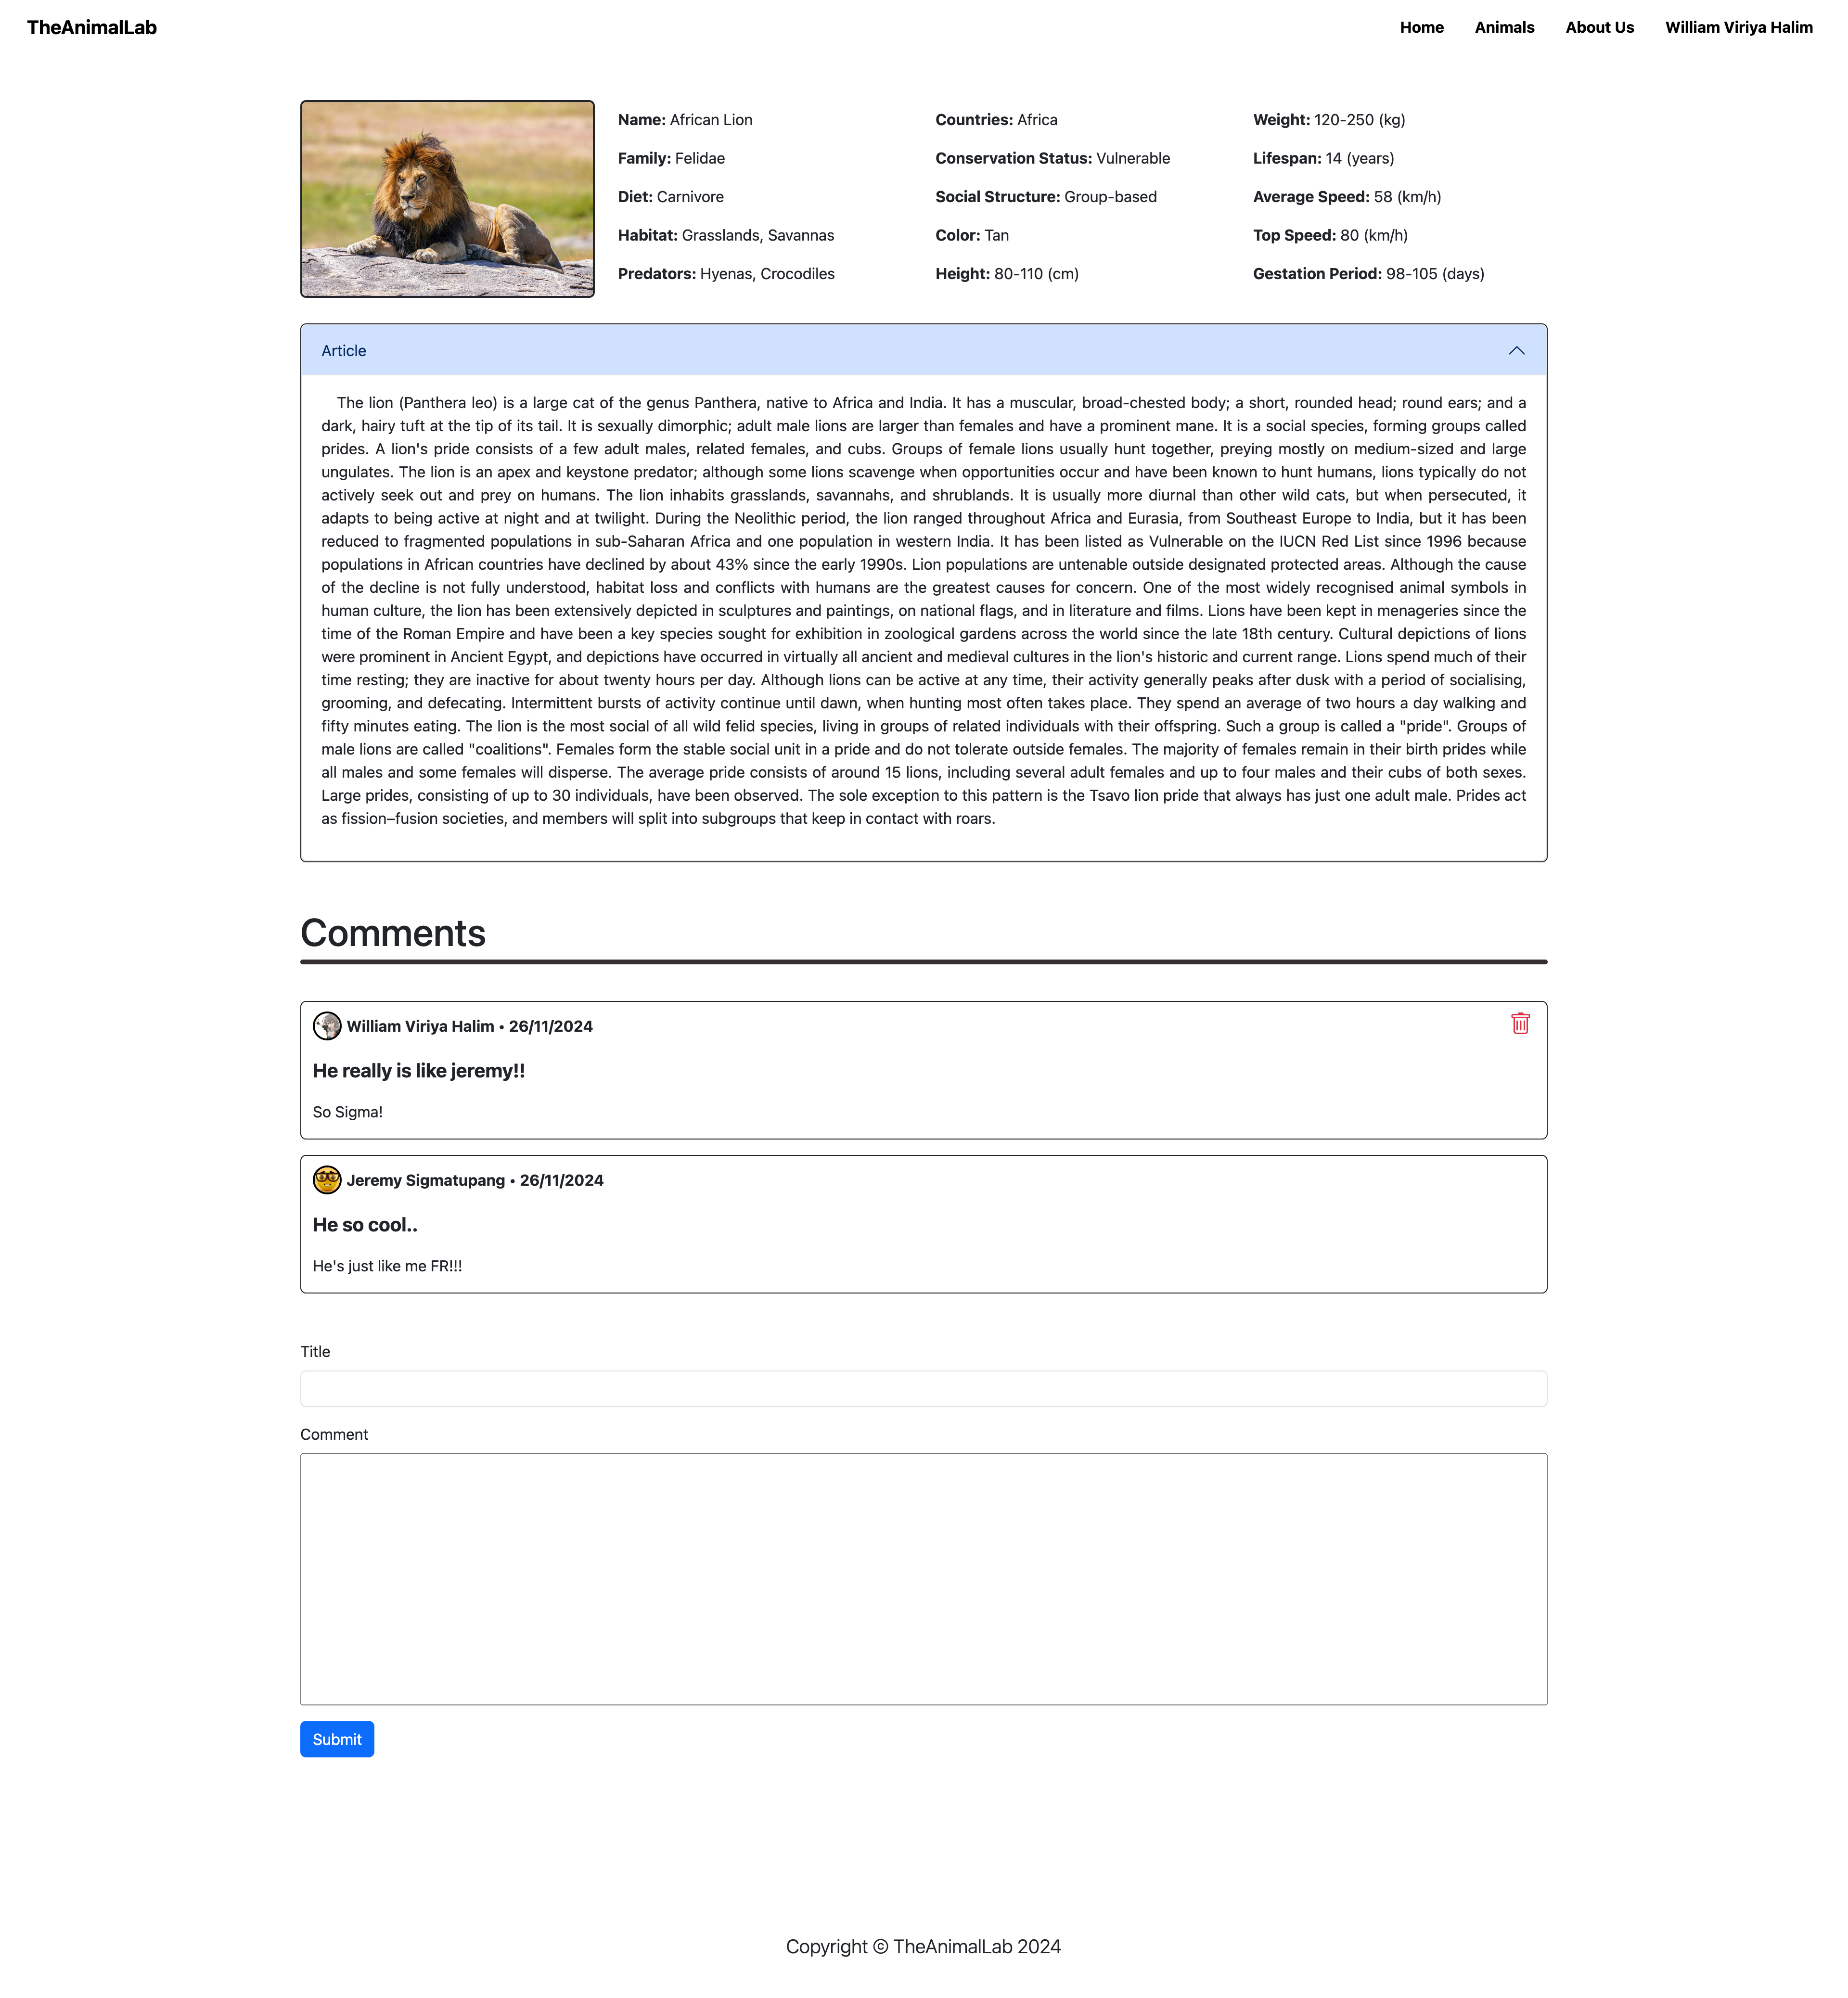 TheAnimalLab
Home Animals About Us William Viriya Halim
Name: African Lion
Family: Felidae
Diet: Carnivore
Habitat: Grasslands, Savannas
Predators: Hyenas, Crocodiles
Countries: Africa
Conservation Status: Vulnerable
Social Structure: Group-based
Color: Tan
Height: 80-110 (cm)
Weight: 120-250 (kg)
Lifespan: 14 (years)
Average Speed: 58 (km/h)
Top Speed: 80 (km/h)
Gestation Period: 98-105 (days)
Article
The lion (Panthera leo) is a large cat of the genus Panthera, native to Africa and India. It has a muscular, broad-chested body; a short, rounded head; round ears; and a
dark, hairy tuft at the tip of its tail. It is sexually dimorphic; adult male lions are larger than females and have a prominent mane. It is a social species, forming groups called
prides. A lion's pride consists of a few adult males, related females, and cubs. Groups of female lions usually hunt together, preying mostly on medium-sized and large
ungulates. The lion is an apex and keystone predator; although some lions scavenge when opportunities occur and have been known to hunt humans, lions typically do not
actively seek out and prey on humans. The lion inhabits grasslands, savannahs, and shrublands. It is usually more diurnal than other wild cats, but when persecuted, it
adapts to being active at night and at twilight. During the Neolithic period, the lion ranged throughout Africa and Eurasia, from Southeast Europe to India, but it has been
reduced to fragmented populations in sub-Saharan Africa and one population in western India. It has been listed as Vulnerable on the IUCN Red List since 1996 because
populations in African countries have declined by about 43% since the early 1990s. Lion populations are untenable outside designated protected areas. Although the cause
of the decline is not fully understood, habitat loss and conflicts with humans are the greatest causes for concern. One of the most widely recognised animal symbols in
human culture, the lion has been extensively depicted in sculptures and paintings, on national flags, and in literature and films. Lions have been kept in menageries since the
time of the Roman Empire and have been a key species sought for exhibition in zoological gardens across the world since the late 18th century. Cultural depictions of lions
were prominent in Ancient Egypt, and depictions have occurred in virtually all ancient and medieval cultures in the lion's historic and current range. Lions spend much of their
time resting; they are inactive for about twenty hours per day. Although lions can be active at any time, their activity generally peaks after dusk with a period of socialising,
grooming, and defecating. Intermittent bursts of activity continue until dawn, when hunting most often takes place. They spend an average of two hours a day walking and
fifty minutes eating. The lion is the most social of all wild felid species, living in groups of related individuals with their offspring. Such a group is called a "pride". Groups of
male lions are called "coalitions". Females form the stable social unit in a pride and do not tolerate outside females. The majority of females remain in their birth prides while
all males and some females will disperse. The average pride consists of around 15 lions, including several adult females and up to four males and their cubs of both sexes.
Large prides, consisting of up to 30 individuals, have been observed. The sole exception to this pattern is the Tsavo lion pride that always has just one adult male. Prides act
as fission–fusion societies, and members will split into subgroups that keep in contact with roars.
Comments
William Viriya Halim • 26/11/2024
He really is like jeremy!!
So Sigma!
Jeremy Sigmatupang • 26/11/2024
He so cool..
He's just like me FR!!!
Title
Comment
Submit
Copyright © TheAnimalLab 2024